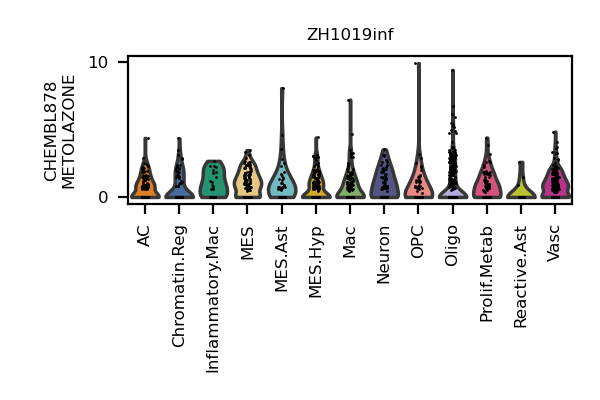 ZH1019inf
CHEMBL878
METOLAZONE
10
0
AC
Chromatin.Reg
Inflammatory.Mac
MES
MES.Ast
MES.Hyp
Mac
Neuron
OPC
Oligo
Prolif.Metab
Reactive.Ast
Vasc